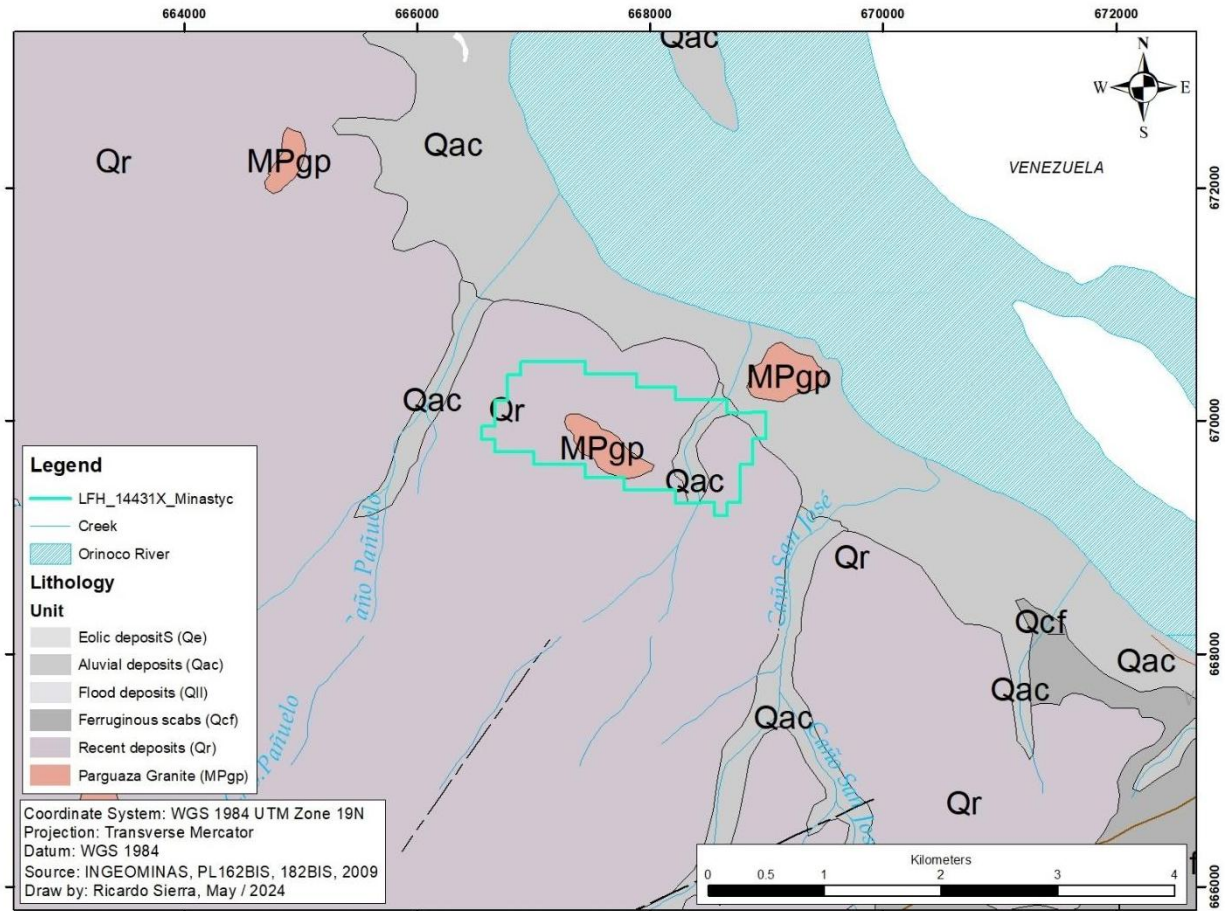 664000 666000 668000 670000 672000
Qac
N
W E
S
Qac
Qr
MPgp
VENEZUELA
672000
MPgp
Qac
Qr
670000
MPgp
Qac
Caño San José
Qr
Caño Pañuelo
Qcf
Qac
668000
Qac
Qac
Caño San Jos
Pañuelo
Qr
666000
Legend
LFH_14431X_Minastyc
Creek
Orinoco River
Lithology
Unit
Eolic depositS (Qe)
Aluvial deposits (Qac)
Flood deposits (Qll)
Ferruginous scabs (Qcf)
Recent deposits (Qr)
Parguaza Granite (MPgp)
Coordinate System: WGS 1984 UTM Zone 19N
Projection: Transverse Mercator
Datum: WGS 1984
Source: INGEOMINAS, PL162BIS, 182BIS, 2009
Draw by: Ricardo Sierra, May / 2024
Kilometers
0 0.5 1 2 3 4